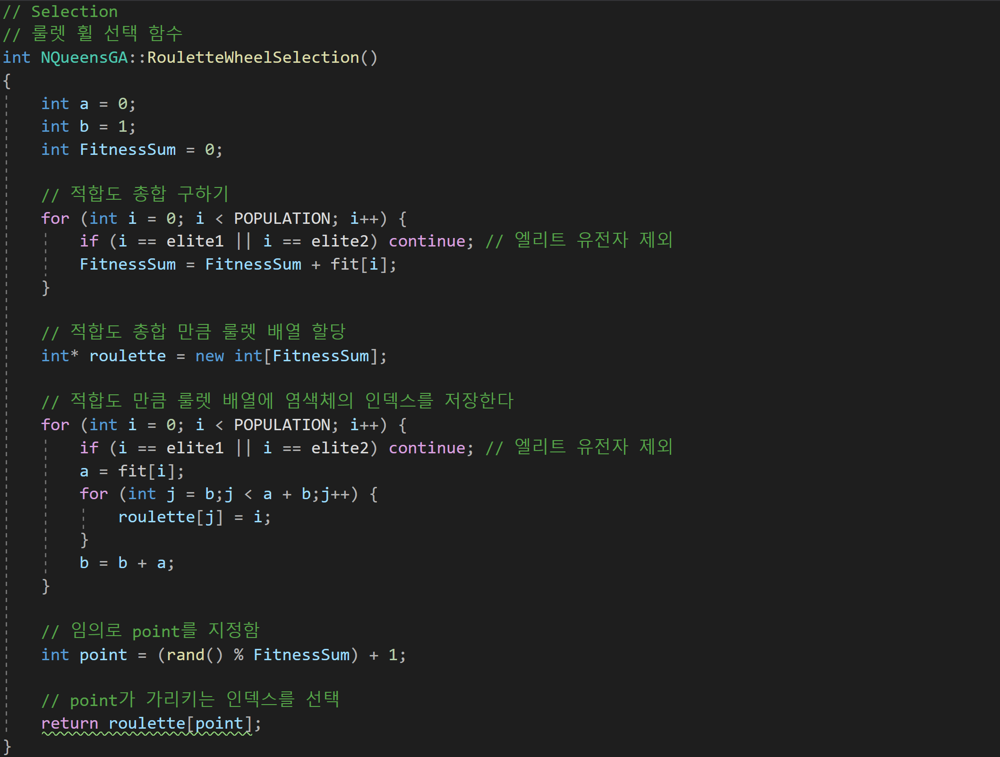 // Selection
// 룰렛 휠 선택 함수
int NQueensGA::RouletteWheelSelection()
{
    int a = 0;
    int b = 1;
    int FitnessSum = 0;

    // 적합도 총합 구하기
    for (int i = 0; i < POPULATION; i++) {
        if (i == elite1 || i == elite2) continue; // 엘리트 유전자 제외
        FitnessSum = FitnessSum + fit[i];
    }

    // 적합도 총합 만큼 룰렛 배열 할당
    int* roulette = new int[FitnessSum];

    // 적합도 만큼 룰렛 배열에 염색체의 인덱스를 저장한다
    for (int i = 0; i < POPULATION; i++) {
        if (i == elite1 || i == elite2) continue; // 엘리트 유전자 제외
        a = fit[i];
        for (int j = b;j < a + b;j++) {
            roulette[j] = i;
        }
        b = b + a;
    }

    // 임의로 point를 지정함
    int point = (rand() % FitnessSum) + 1;

    // point가 가리키는 인덱스를 선택
    return roulette[point];
}